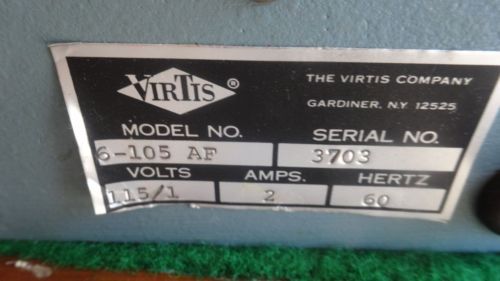 VIRTIS ®
THE VIRTIS COMPANY
GARDINER, N.Y. 12525
MODEL NO. SERIAL NO.
6-105 AF 3703
VOLTS AMPS. HERTZ
115/1 2 60